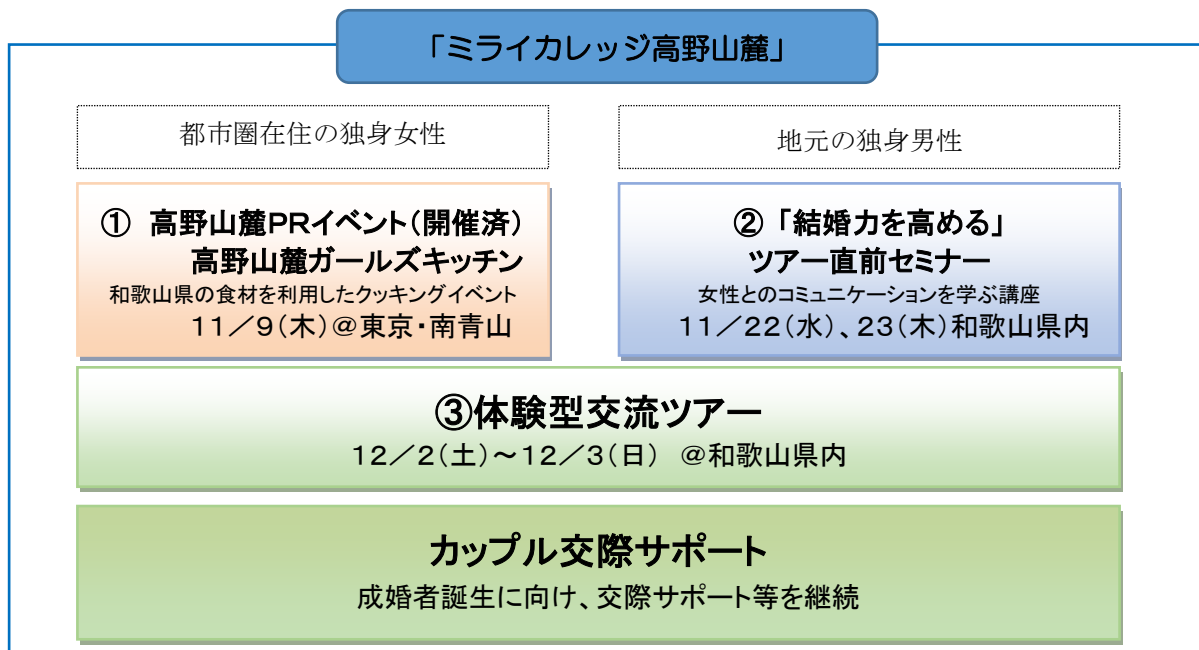 「ミライカレッジ高野山麓」
都市圏在住の独身女性
地元の独身男性
① 高野山麓PRイベント(開催済)
高野山麓ガールズキッチン
和歌山県の食材を利用したクッキングイベント
11/9(木)@東京・南青山
②「結婚力を高める」
ツアー直前セミナー
女性とのコミュニケーションを学ぶ講座
11/22(水)、23(木)和歌山県内
③体験型交流ツアー
12/2(土)~12/3(日) @和歌山県内
カップル交際サポート
成婚者誕生に向け、交際サポート等を継続